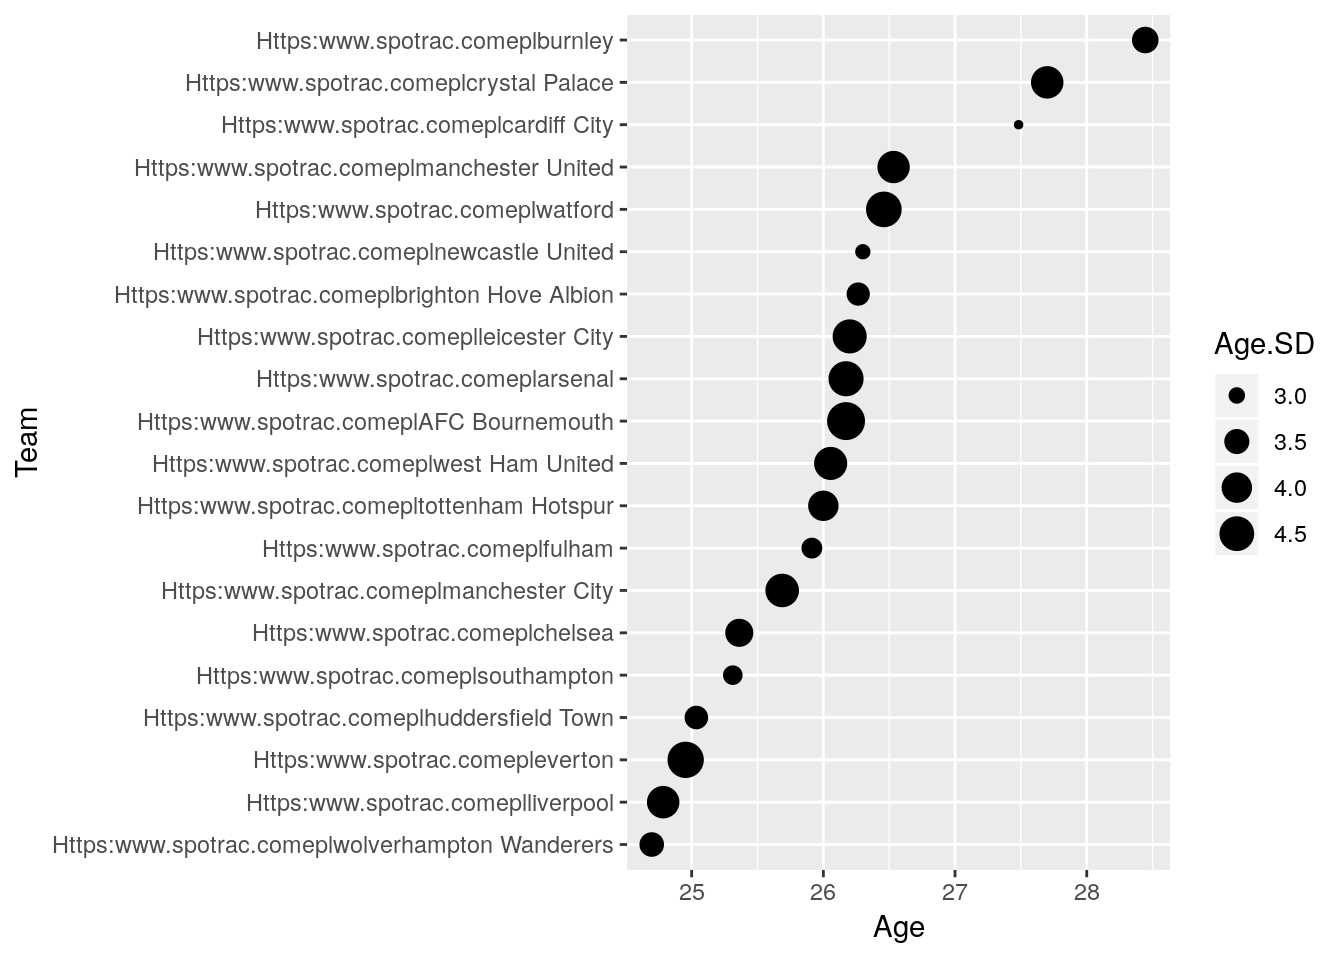 Https:www.spotrac.comeplburnley
Https:www.spotrac.comeplcrystal Palace
Https:www.spotrac.comeplcardiff City
Https:www.spotrac.comeplmanchester United
Https:www.spotrac.comeplwatford
Https:www.spotrac.comeplnewcastle United
Https:www.spotrac.comeplbrighton Hove Albion
Https:www.spotrac.complleicester City
Https:www.spotrac.comeplarsenal
Https:www.spotrac.comeplAFC Bournemouth
Https:www.spotrac.comeplwest Ham United
Https:www.spotrac.comepltottenham Hotspur
Https:www.spotrac.comeplfulham
Https:www.spotrac.comeplmanchester City
Https:www.spotrac.comeplchelsea
Https:www.spotrac.comeplsouthampton
Https:www.spotrac.comeplhuddersfield Town
Https:www.spotrac.comepleverton
Https:www.spotrac.comeplliverpool
Https:www.spotrac.comeplwolverhampton Wanderers
Team
25 26 27 28
Age
Age.SD
3.0
3.5
4.0
4.5